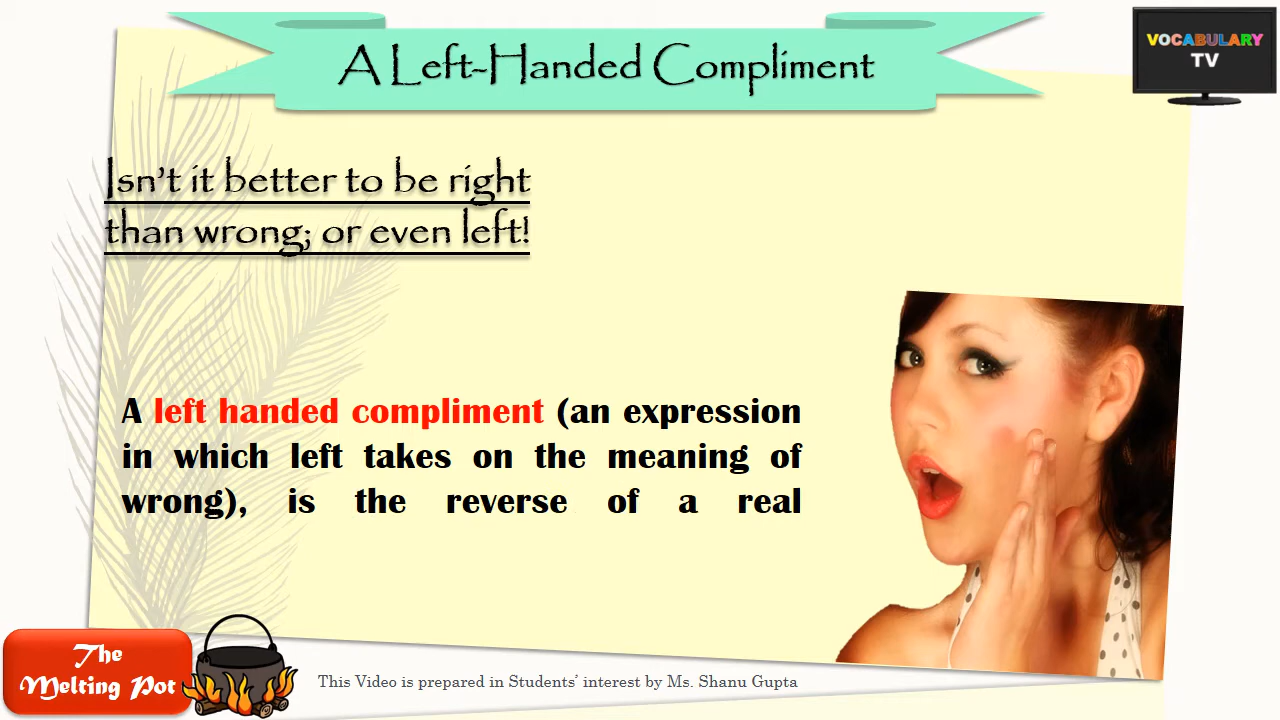 A Left-Handed Compliment
VOCABULARY
TV
Isn't it better to be right
than wrong; or even left!
A left handed compliment (an expression
in which left takes on the meaning of
wrong), is the reverse of a real
The
Melting Pot
This Video is prepared in Students' interest by Ms. Shanu Gupta